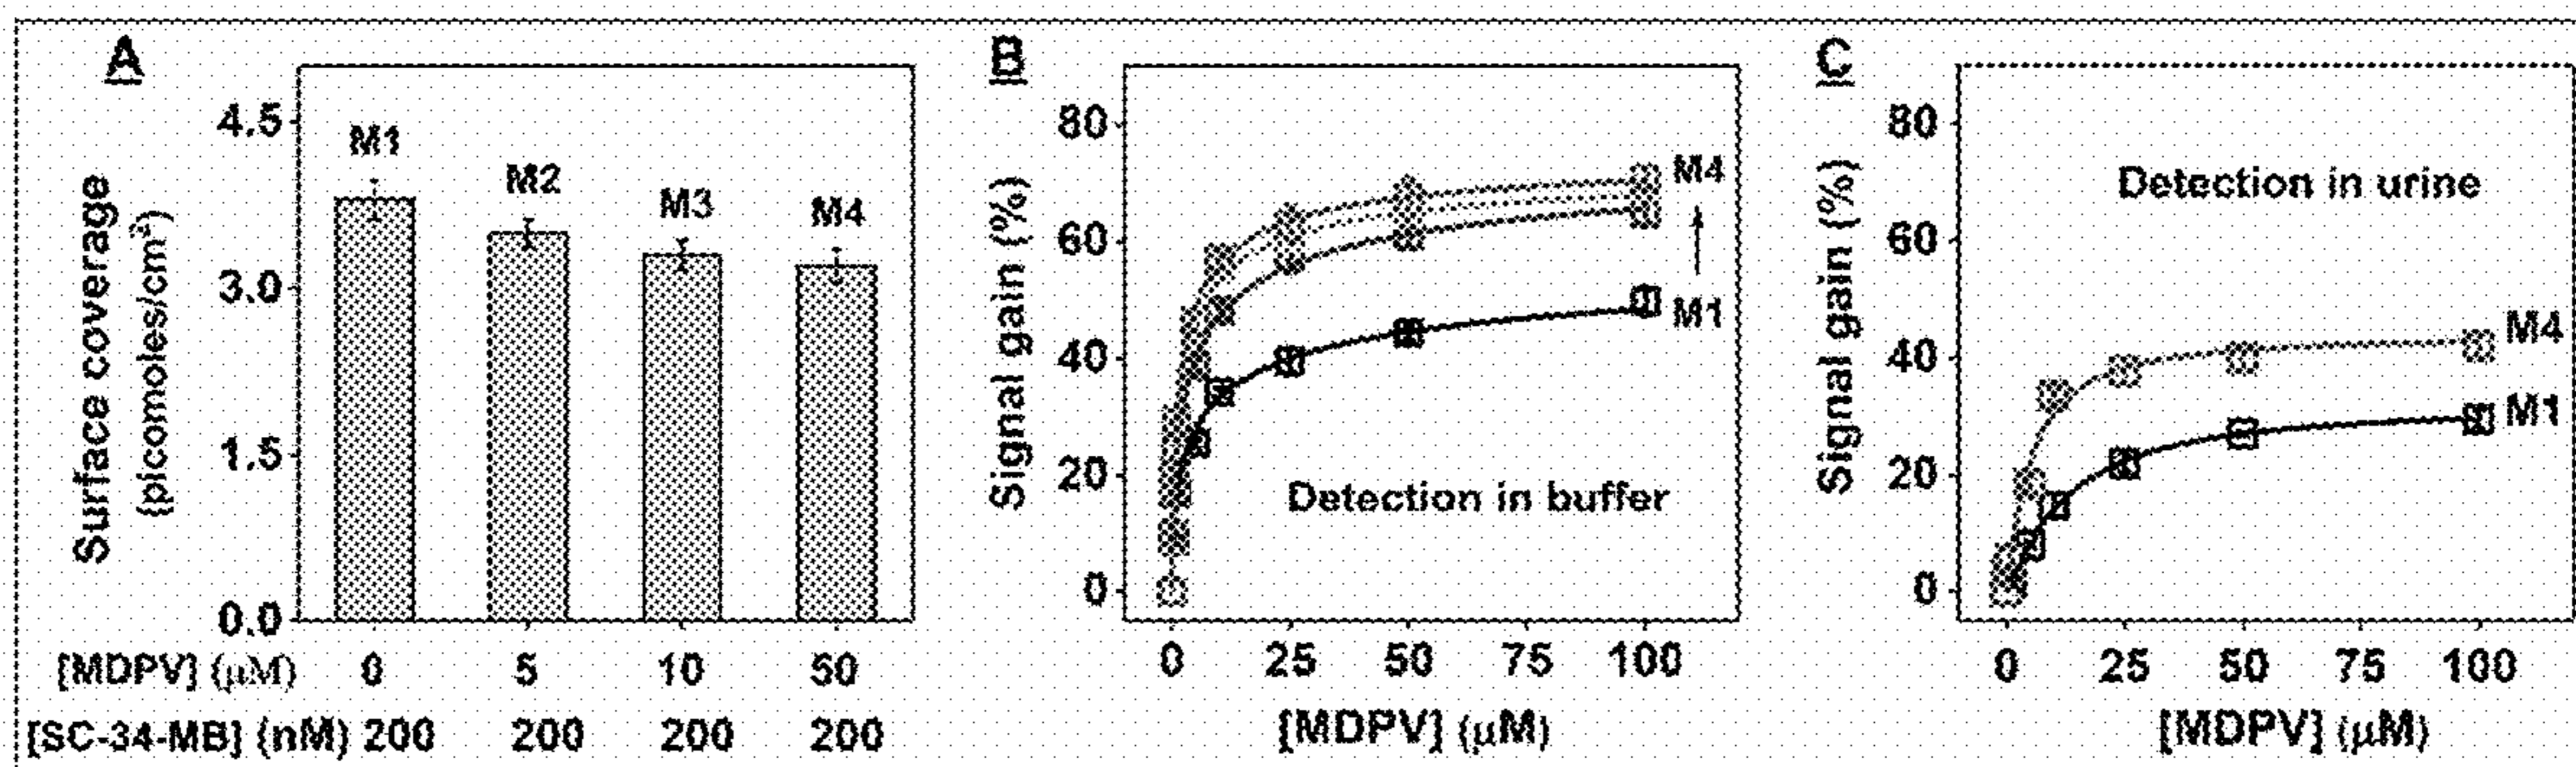 A
Surface coverage
(picomoles/cm²)
4.5
3.0
1.5
0.0
M1
M2
M3
M4
[MDPV] (μM) 0 5 10 50
[SC-34-MB] (nM) 200 200 200 200
B
Signal gain (%)
80
60
40
20
0
M4
M1
Detection in buffer
0 25 50 75 100
[MDPV] (μM)
C
Signal gain (%)
80
60
40
20
0
Detection in urine
M4
M1
0 25 50 75 100
[MDPV] (μM)